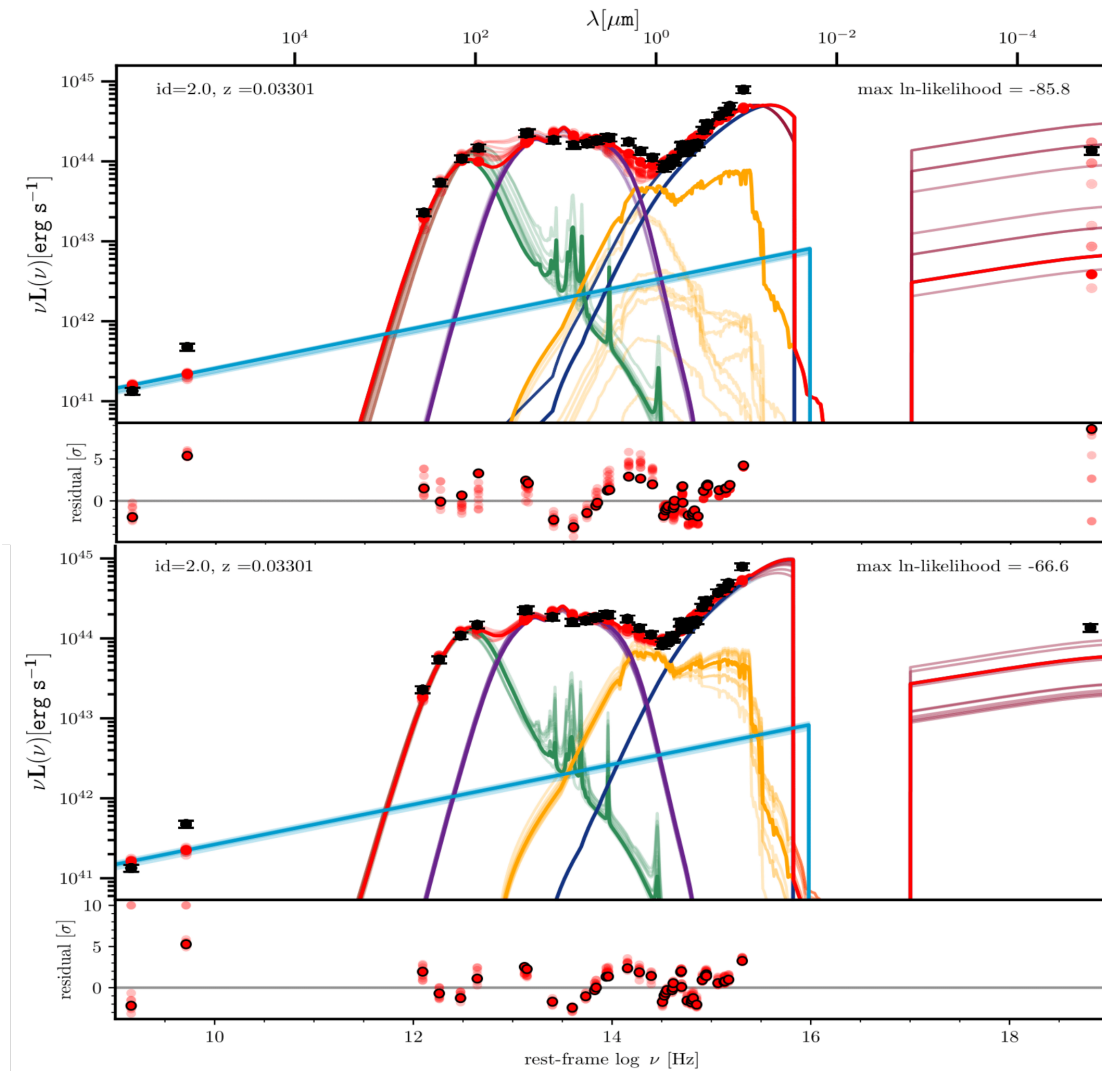 λ[μm]
10⁴ 10² 10⁰ 10⁻² 10⁻⁴
id=2.0, z =0.03301
max ln-likelihood = -85.8
νL(ν)[erg s⁻¹]
10⁴⁵
10⁴⁴
10⁴³
10⁴²
10⁴¹
residual [σ]
5
0
id=2.0, z =0.03301
max ln-likelihood = -66.6
νL(ν)[erg s⁻¹]
10⁴⁵
10⁴⁴
10⁴³
10⁴²
10⁴¹
residual [σ]
10
5
0
10 12 14 16 18
rest-frame log ν [Hz]